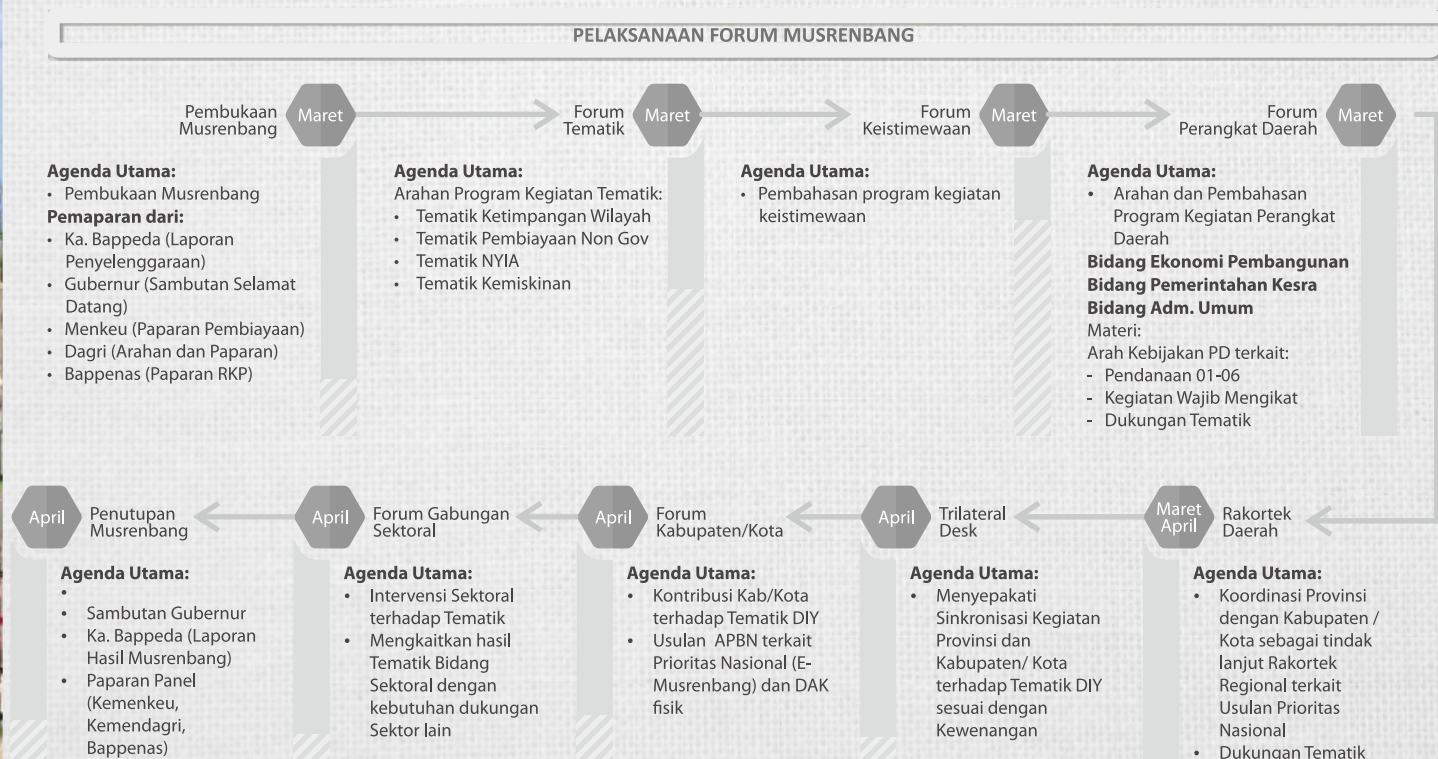 PELAKSANAAN FORUM MUSRENBANG
Pembukaan
Musrenbang
Maret
Agenda Utama:
• Pembukaan Musrenbang
Pemaparan dari:
• Ka. Bappeda (Laporan
Penyelenggaraan)
• Gubernur (Sambutan Selamat
Datang)
• Menkeu (Paparan Pembiayaan)
• Dagri (Arahan dan Paparan)
• Bappenas (Paparan RKP)
Forum
Tematik
Maret
Agenda Utama:
Arahan Program Kegiatan Tematik:
• Tematik Ketimpangan Wilayah
• Tematik Pembiayaan Non Gov
• Tematik NYIA
• Tematik Kemiskinan
Forum
Keistimewaan
Maret
Agenda Utama:
• Pembahasan program kegiatan
keistimewaan
Forum
Perangkat Daerah
Maret
Agenda Utama:
• Arahan dan Pembahasan
Program Kegiatan Perangkat
Daerah
Bidang Ekonomi Pembangunan
Bidang Pemerintahan Kesra
Bidang Adm. Umum
Materi:
Arah Kebijakan PD terkait:
- Pendanaan 01-06
- Kegiatan Wajib Mengikat
- Dukungan Tematik
Maret
April
Rakortek
Daerah
Agenda Utama:
• Koordinasi Provinsi
dengan Kabupaten /
Kota sebagai tindak
lanjut Rakortek
Regional terkait
Usulan Prioritas
Nasional
• Dukungan Tematik
April
Trilateral
Desk
Agenda Utama:
• Menyepakati
Sinkronisasi Kegiatan
Provinsi dan
Kabupaten/ Kota
terhadap Tematik DIY
sesuai dengan
Kewenangan
April
Forum
Kabupaten/Kota
Agenda Utama:
• Kontribusi Kab/Kota
terhadap Tematik DIY
• Usulan APBN terkait
Prioritas Nasional (E-
Musrenbang) dan DAK
fisik
April
Forum Gabungan
Sektoral
Agenda Utama:
• Intervensi Sektoral
terhadap Tematik
• Mengkaitkan hasil
Tematik Bidang
Sektoral dengan
kebutuhan dukungan
Sektor lain
April
Penutupan
Musrenbang
Agenda Utama:
•
• Sambutan Gubernur
• Ka. Bappeda (Laporan
Hasil Musrenbang)
• Paparan Panel
(Kemenkeu,
Kemendagri,
Bappenas)